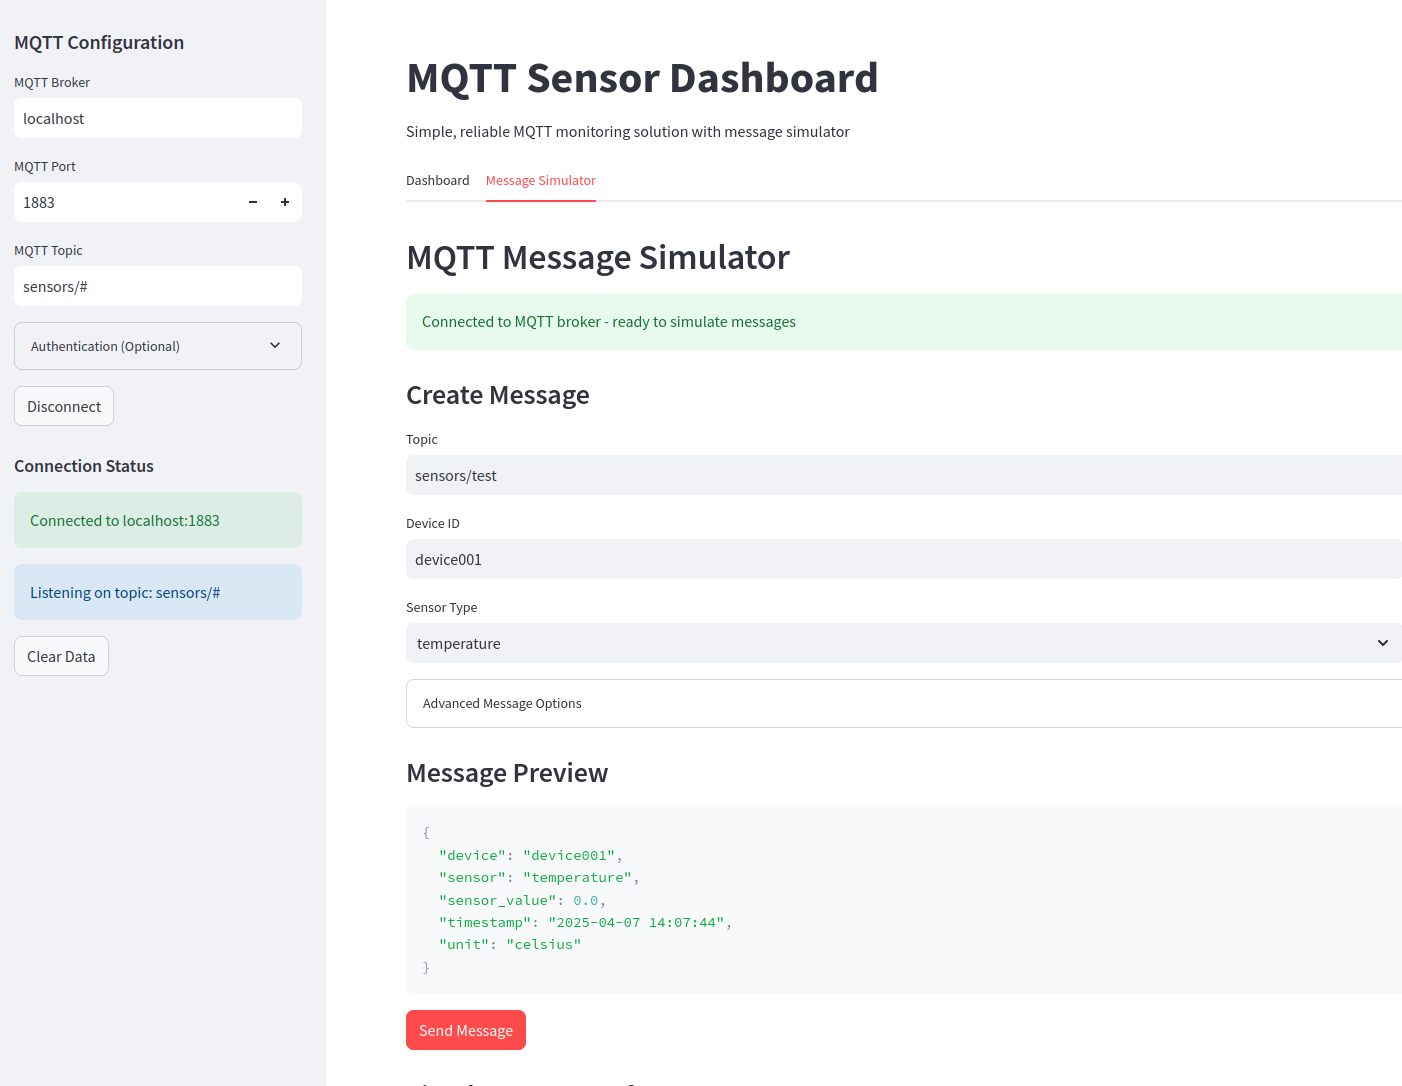 MQTT Configuration
MQTT Broker
localhost
MQTT Port
1883
MQTT Topic
sensors/#
Authentication (Optional)
Disconnect
Connection Status
Connected to localhost:1883
Listening on topic: sensors/#
Clear Data
MQTT Sensor Dashboard
Simple, reliable MQTT monitoring solution with message simulator
Dashboard Message Simulator
MQTT Message Simulator
Connected to MQTT broker - ready to simulate messages
Create Message
Topic
sensors/test
Device ID
device001
Sensor Type
temperature
Advanced Message Options
Message Preview
{
"device": "device001",
"sensor": "temperature",
"sensor_value": 0.0,
"timestamp": "2025-04-07 14:07:44",
"unit": "celsius"
}
Send Message